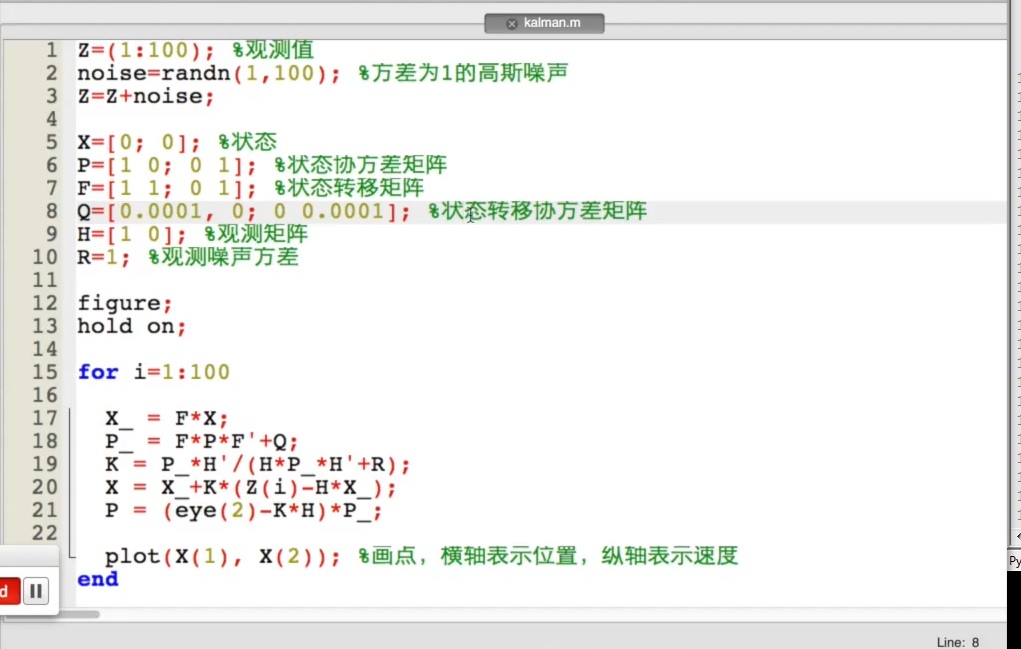 kalman.m
1 Z=(1:100); %观测值
2 noise=randn(1,100); %方差为1的高斯噪声
3 Z=Z+noise;
4
5 X=[0; 0]; %状态
6 P=[1 0; 0 1]; %状态协方差矩阵
7 F=[1 1; 0 1]; %状态转移矩阵
8 Q=[0.0001, 0; 0 0.0001]; %状态转移协方差矩阵
9 H=[1 0]; %观测矩阵
10 R=1; %观测噪声方差
11
12 figure;
13 hold on;
14
15 for i=1:100
16
17 X_ = F*X;
18 P_ = F*P*F'+Q;
19 K = P_*H'/(H*P_*H'+R);
20 X = X_+K*(Z(i)-H*X_);
21 P = (eye(2)-K*H)*P_;
22
plot(X(1), X(2)); %画点，横轴表示位置，纵轴表示速度
end
d
Py
Line: 8